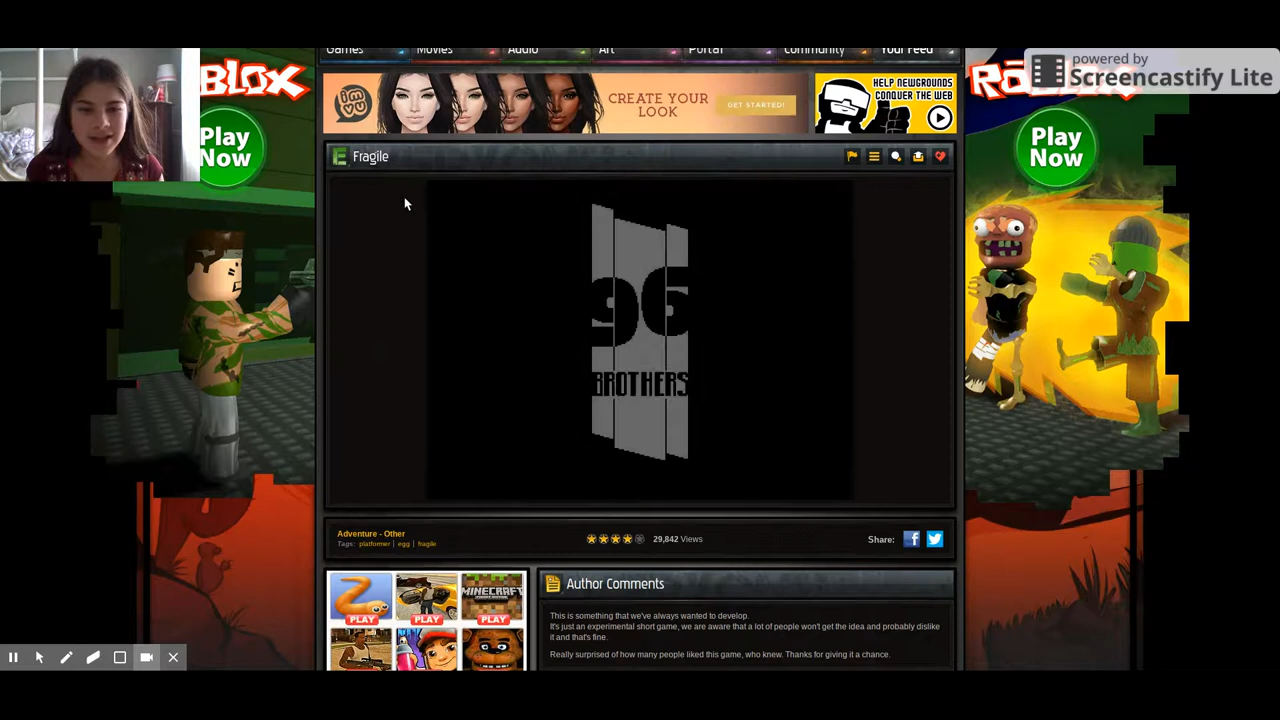 Games Movies Audio Art Portal Community Your Feed
powered by
Screencastify Lite
BLOX
Play
Now
CREATE YOUR
LOOK
GET STARTED!
HELP NEWGROUNDS
CONQUER THE WEB
Play
Now
E Fragile
96
BROTHERS
Adventure - Other
Tags: platformer | egg | fragile
29,842 Views
Share:
PLAY
PLAY
MINECRAFT
PLAY
Author Comments
This is something that we've always wanted to develop.
It's just an experimental short game, we are aware that a lot of people won't get the idea and probably dislike
it and that's fine.
Really surprised of how many people liked this game, who knew. Thanks for giving it a chance.